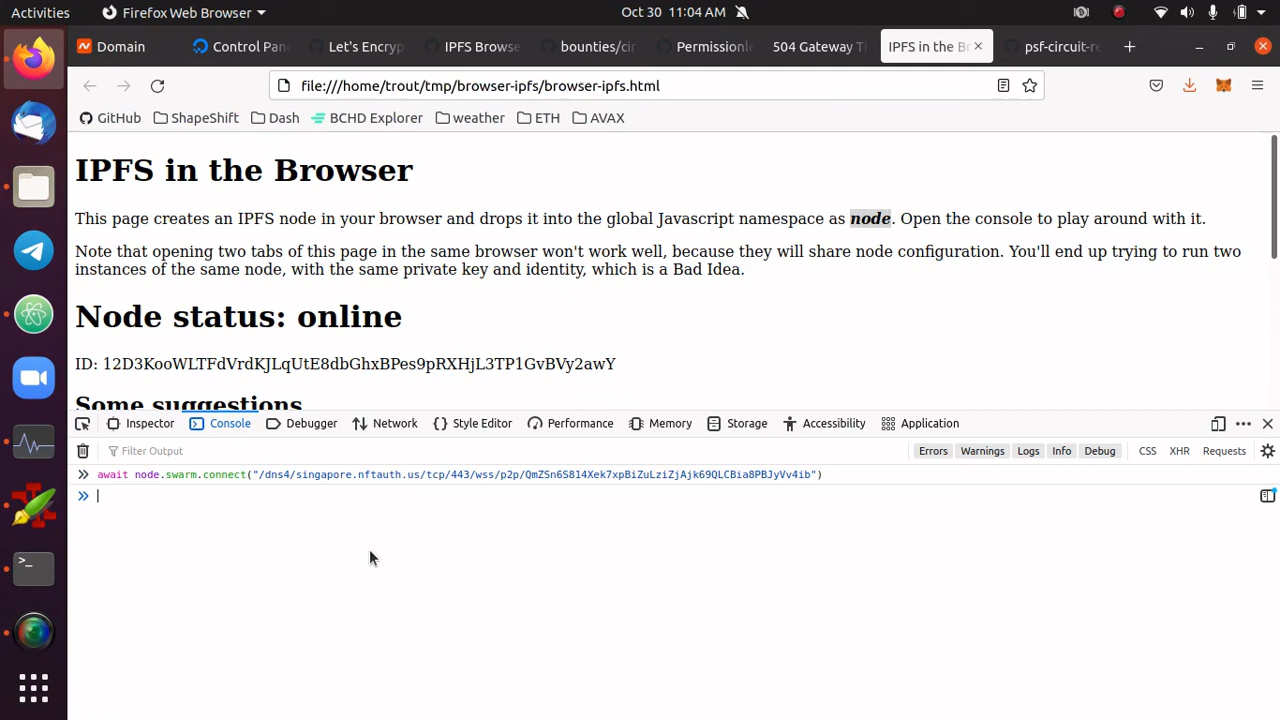 Activities
Firefox Web Browser
Oct 30 11:04 AM
Domain
Control Pan
Let's Encryp
IPFS Browse
bounties/cir
Permissionle
504 Gateway Ti
IPFS in the Br
psf-circuit-re
file:///home/trout/tmp/browser-ipfs/browser-ipfs.html
GitHub
ShapeShift
Dash
BCHD Explorer
weather
ETH
AVAX
IPFS in the Browser
This page creates an IPFS node in your browser and drops it into the global Javascript namespace as node. Open the console to play around with it.
Note that opening two tabs of this page in the same browser won't work well, because they will share node configuration. You'll end up trying to run two
instances of the same node, with the same private key and identity, which is a Bad Idea.
Node status: online
ID: 12D3KooWLTFdVrdKJLqUtE8dbGhxBPes9pRXHjL3TP1GvBVy2awY
Some suggestions
Inspector
Console
Debugger
Network
Style Editor
Performance
Memory
Storage
Accessibility
Application
Filter Output
Errors
Warnings
Logs
Info
Debug
CSS
XHR
Requests
await node.swarm.connect("/dns4/singapore.nftauth.us/tcp/443/wss/p2p/QmZSn6S814Xek7xpBiZuLziZjAjk69QLCBia8PBJyVv4ib")